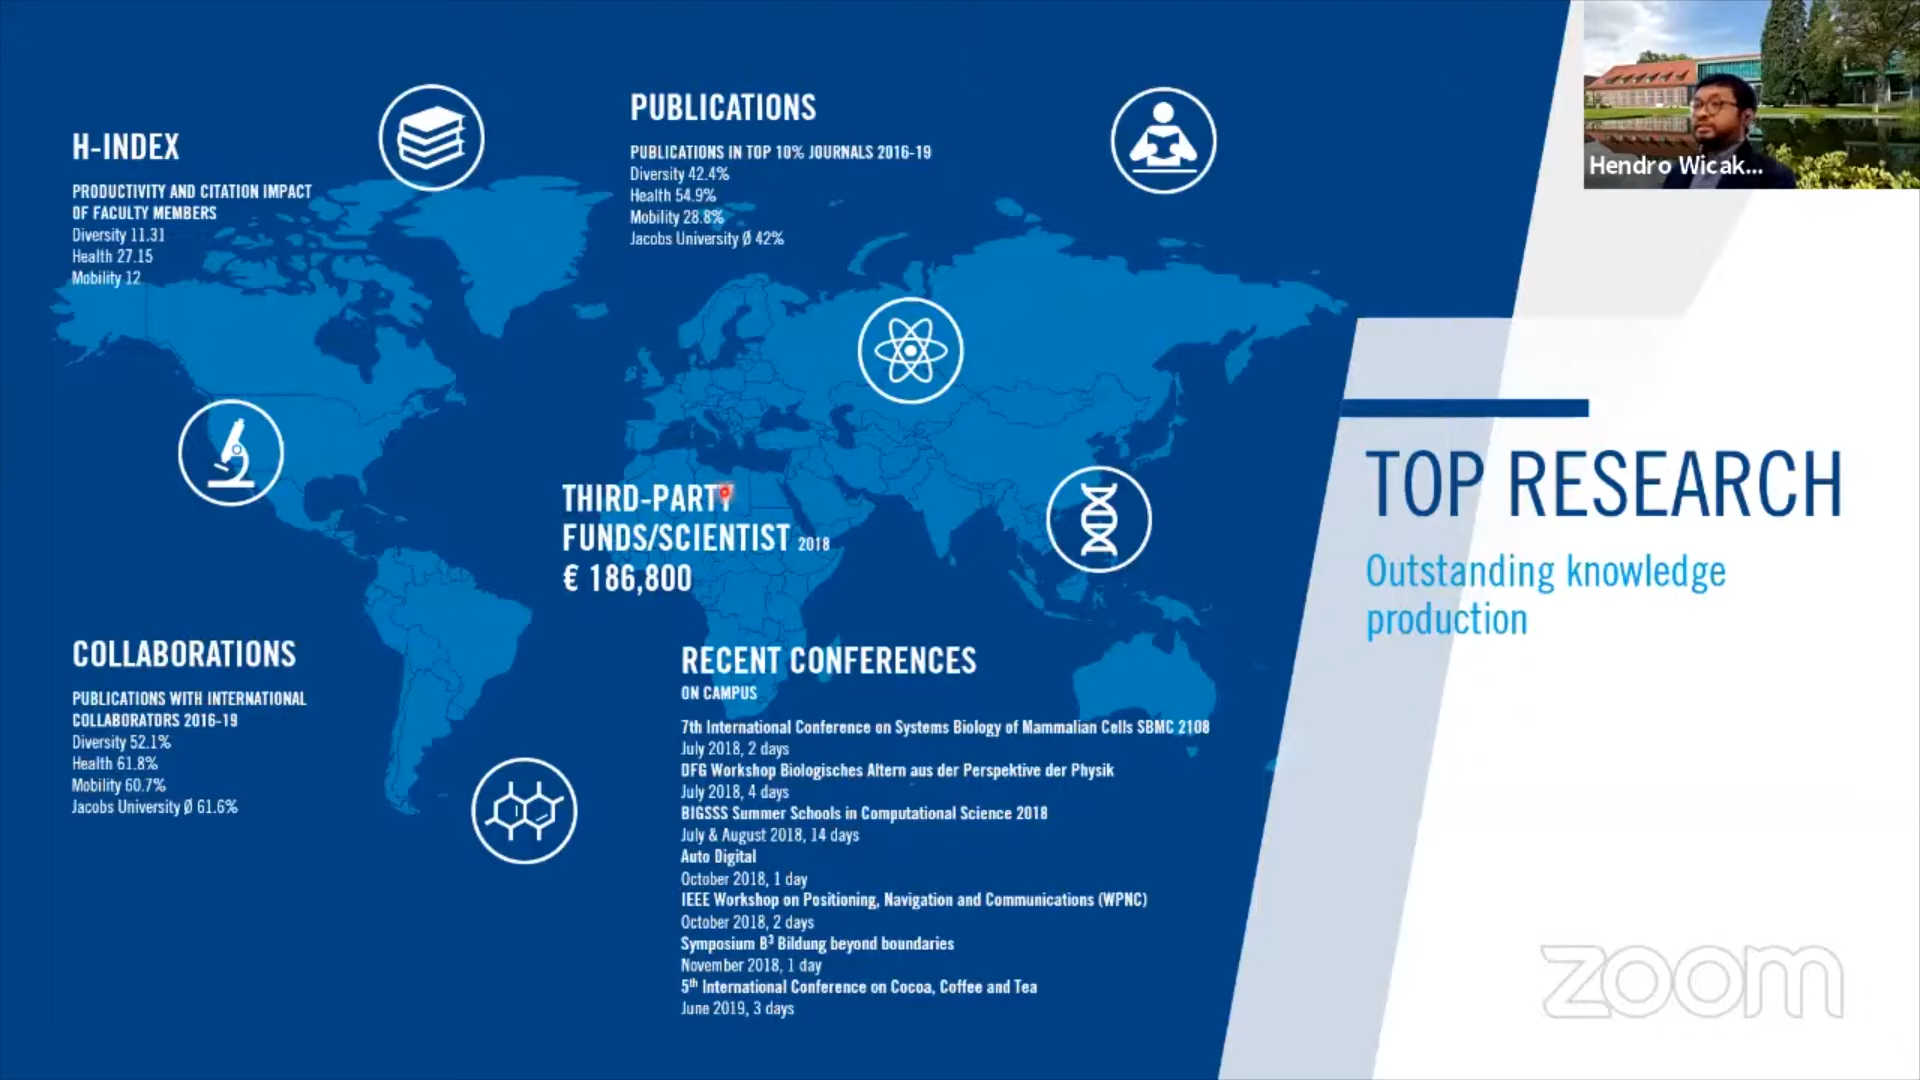 H-INDEX
PRODUCTIVITY AND CITATION IMPACT
OF FACULTY MEMBERS
Diversity 11.31
Health 27.15
Mobility 12
PUBLICATIONS
PUBLICATIONS IN TOP 10% JOURNALS 2016-19
Diversity 42.4%
Health 54.9%
Mobility 28.8%
Jacobs University Ø 42%
Hendro Wicak...
THIRD-PARTY
FUNDS/SCIENTIST 2018
€ 186,800
TOP RESEARCH
Outstanding knowledge
production
COLLABORATIONS
PUBLICATIONS WITH INTERNATIONAL
COLLABORATORS 2016-19
Diversity 52.1%
Health 61.8%
Mobility 60.7%
Jacobs University Ø 61.6%
RECENT CONFERENCES
ON CAMPUS
7th International Conference on Systems Biology of Mammalian Cells SBMC 2108
July 2018, 2 days
DFG Workshop Biologisches Altern aus der Perspektive der Physik
July 2018, 4 days
BIGSSS Summer Schools in Computational Science 2018
July & August 2018, 14 days
Auto Digital
October 2018, 1 day
IEEE Workshop on Positioning, Navigation and Communications (WPNC)
October 2018, 2 days
Symposium B³ Bildung beyond boundaries
November 2018, 1 day
5th International Conference on Cocoa, Coffee and Tea
June 2019, 3 days
zoom